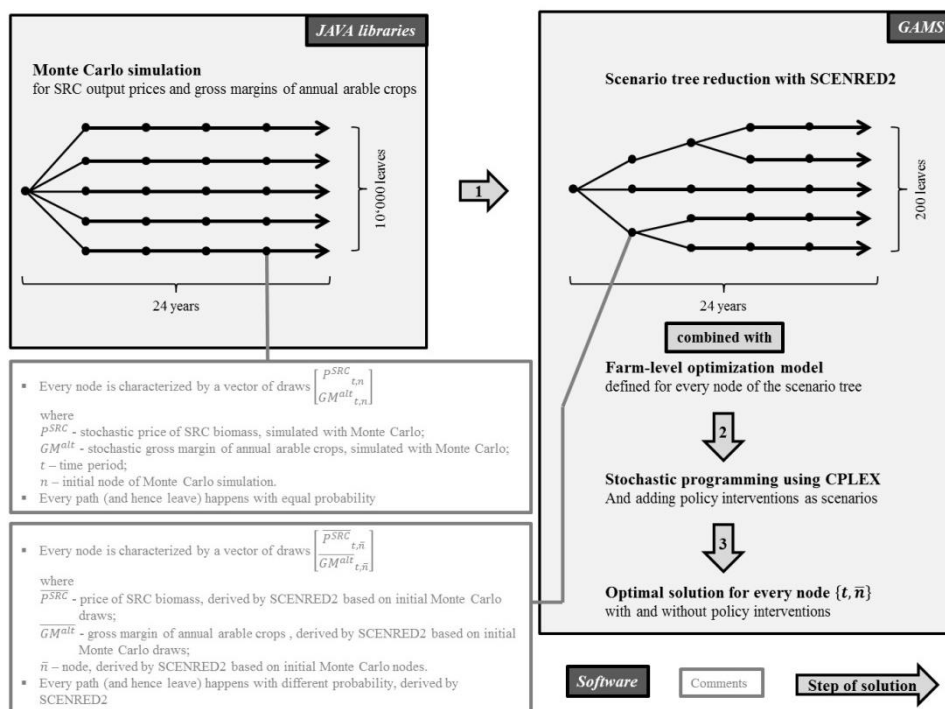 JAVA libraries
Monte Carlo simulation
for SRC output prices and gross margins of annual arable crops
10‘000 leaves
24 years
1
GAMS
Scenario tree reduction with SCENRED2
200 leaves
24 years
combined with
Farm-level optimization model
defined for every node of the scenario tree
2
Stochastic programming using CPLEX
And adding policy interventions as scenarios
3
Optimal solution for every node {t, n̄}
with and without policy interventions
▪ Every node is characterized by a vector of draws [P^SRC_t,n
GM^alt_t,n]
where
P^SRC - stochastic price of SRC biomass, simulated with Monte Carlo;
GM^alt - stochastic gross margin of annual arable crops, simulated with Monte Carlo;
t – time period;
n – initial node of Monte Carlo simulation.
▪ Every path (and hence leave) happens with equal probability
▪ Every node is characterized by a vector of draws [P̅^S̅R̅C̅_t,n̄
G̅M̅^a̅l̅t̅_t,n̄]
where
P̅^S̅R̅C̅ - price of SRC biomass, derived by SCENRED2 based on initial Monte Carlo
draws;
G̅M̅^a̅l̅t̅ - gross margin of annual arable crops , derived by SCENRED2 based on initial
Monte Carlo draws;
n̄ – node, derived by SCENRED2 based on initial Monte Carlo nodes.
▪ Every path (and hence leave) happens with different probability, derived by
SCENRED2
Software
Comments
Step of solution